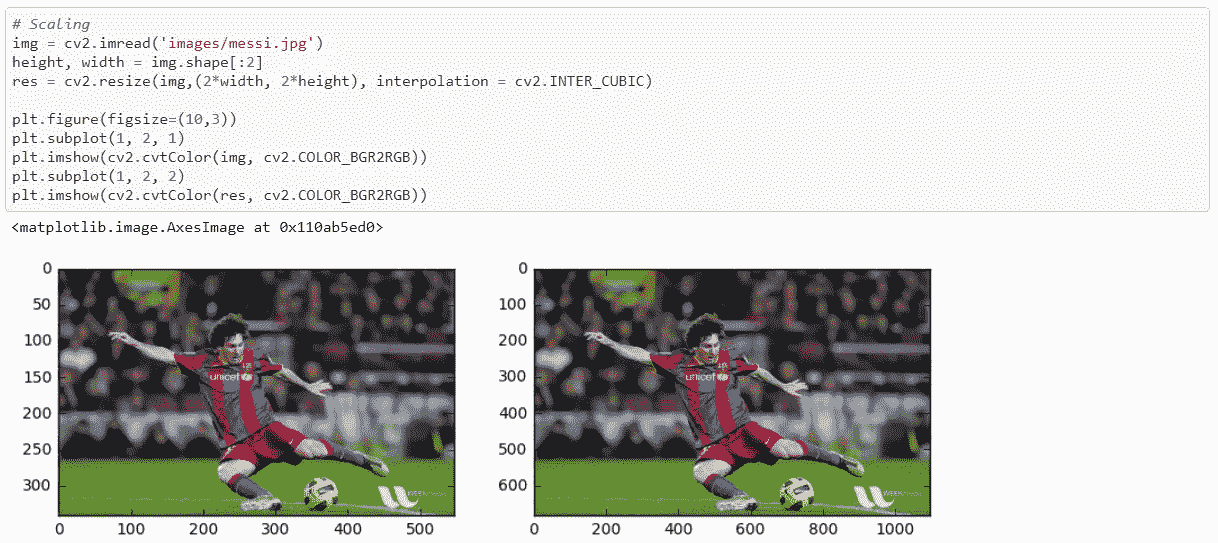 # Scaling
img = cv2.imread('images/messi.jpg')
height, width = img.shape[:2]
res = cv2.resize(img,(2*width, 2*height), interpolation = cv2.INTER_CUBIC)
plt.figure(figsize=(10,3))
plt.subplot(1, 2, 1)
plt.imshow(cv2.cvtColor(img, cv2.COLOR_BGR2RGB))
plt.subplot(1, 2, 2)
plt.imshow(cv2.cvtColor(res, cv2.COLOR_BGR2RGB))
<matplotlib.image.AxesImage at 0x110ab5ed0>
0
50
100
150
200
250
300
0 100 200 300 400 500
unicef
0
100
200
300
400
500
600
0 200 400 600 800 1000
unicef